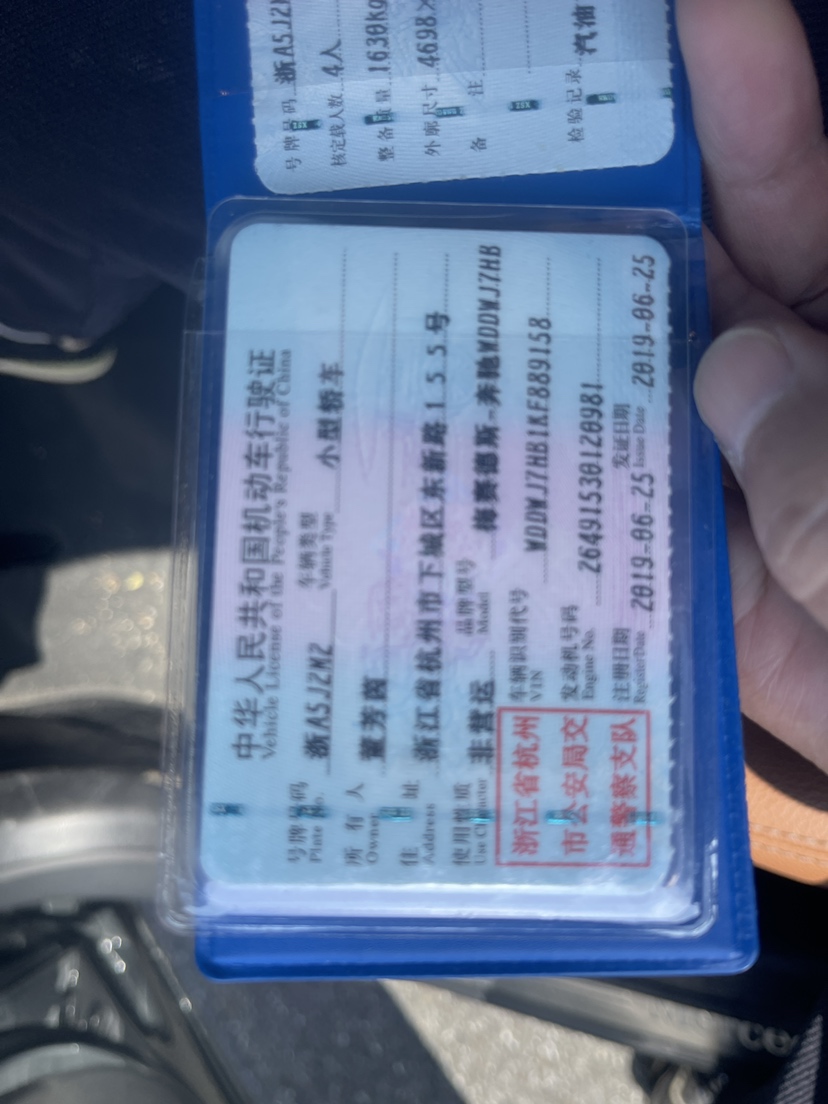 中华人民共和国机动车行驶证
Vehicle License of the People's Republic of China
号牌号码 浙A5J2M2 车辆类型 小型轿车
Plate No. Vehicle Type
所有人 董芳茵
Owner
住址 浙江省杭州市下城区东新路155号
Address
使用性质 非营运 品牌型号 梅赛德斯-奔驰WDDWJ7HB
Use Character Model
浙江省杭州
市公安局交
通警察支队
车辆识别代号 WDDWJ7HB1KF889158
VIN
发动机号码 26491530120981
Engine No.
注册日期 2019-06-25 发证日期 2019-06-25
Register Date Issue Date
号牌号码 浙A5J2
核定载人数 4人
整备质量 1630kg
外廓尺寸 4698×
备注
检验记录 汽油